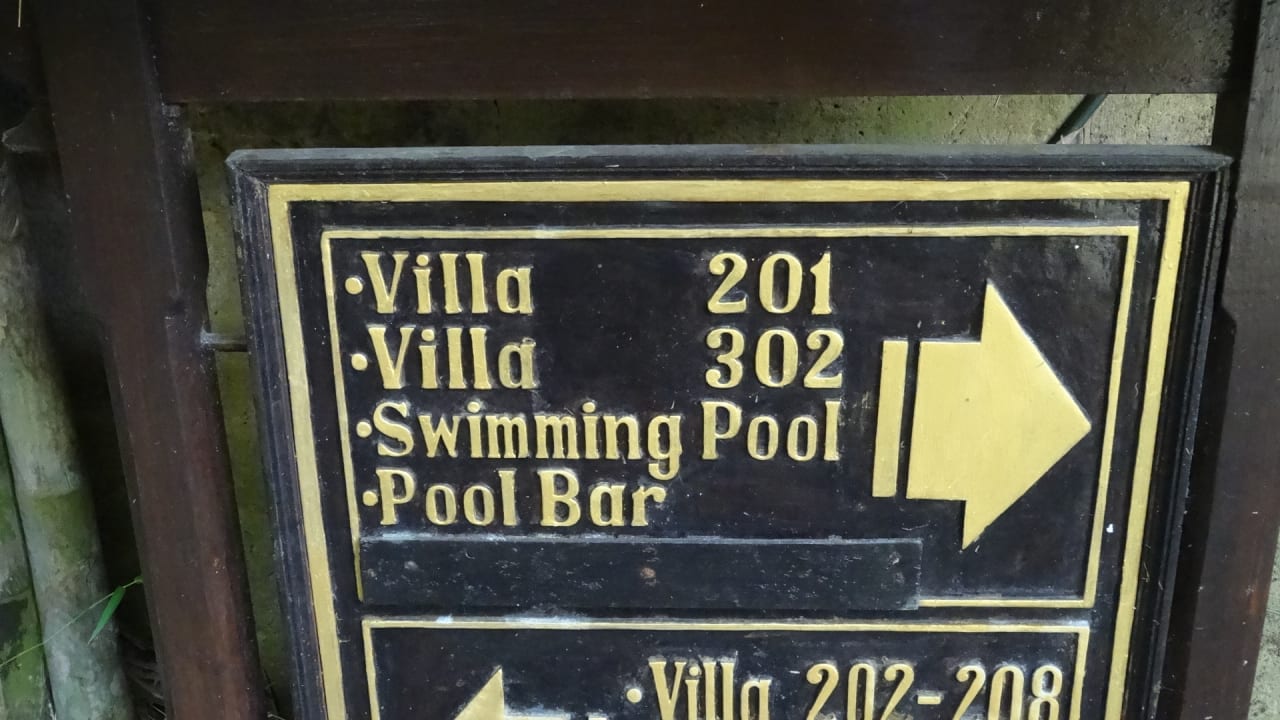 ·Villa 201
·Villa 302
·Swimming Pool
·Pool Bar
·Villa 202-208